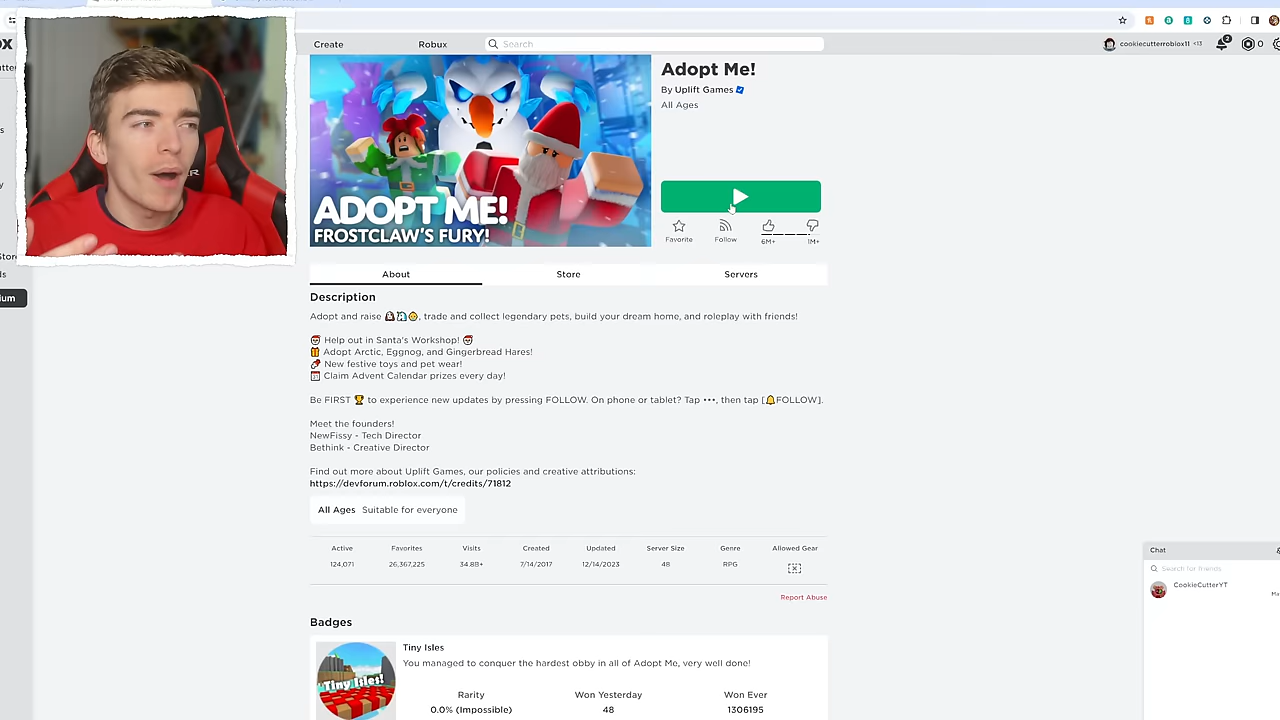 Create
Robux
Search
cookiecutterroblox11 <13
2
0
Adopt Me!
By Uplift Games
All Ages
ADOPT ME!
FROSTCLAW'S FURY!
Favorite
Follow
6M+
1M+
About
Store
Servers
Description
Adopt and raise 🐶🦄👶, trade and collect legendary pets, build your dream home, and roleplay with friends!
🎅 Help out in Santa's Workshop! 🎅
🎁 Adopt Arctic, Eggnog, and Gingerbread Hares!
New festive toys and pet wear!
📅 Claim Advent Calendar prizes every day!
Be FIRST 🏆 to experience new updates by pressing FOLLOW. On phone or tablet? Tap •••, then tap [🔔FOLLOW].
Meet the founders!
NewFissy - Tech Director
Bethink - Creative Director
Find out more about Uplift Games, our policies and creative attributions:
https://devforum.roblox.com/t/credits/71812
All Ages Suitable for everyone
Active Favorites Visits Created Updated Server Size Genre Allowed Gear
124,071 26,367,225 34.8B+ 7/14/2017 12/14/2023 48 RPG
Report Abuse
Badges
Tiny Isles
You managed to conquer the hardest obby in all of Adopt Me, very well done!
Tiny Isles!
Rarity Won Yesterday Won Ever
0.0% (Impossible) 48 1306195
Chat
Search for friends
CookieCutterYT